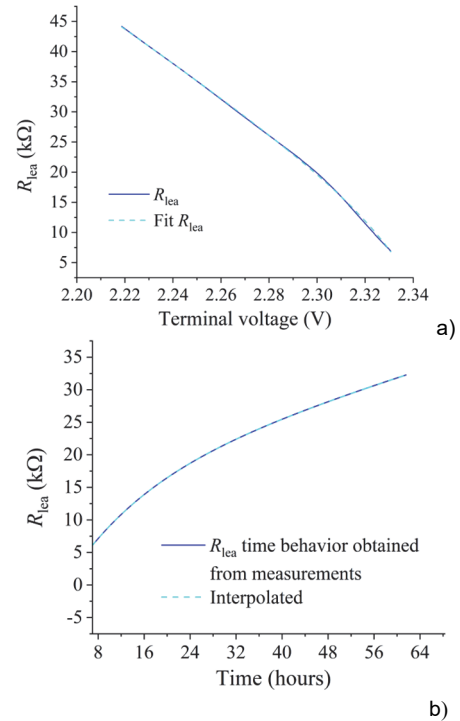 45
40
35
30
25
20
15
10
5
R_lea (kΩ)
R_lea
Fit R_lea
2.20 2.22 2.24 2.26 2.28 2.30 2.32 2.34
Terminal voltage (V)
a)
35
30
25
20
15
10
5
0
-5
R_lea (kΩ)
R_lea time behavior obtained
from measurements
Interpolated
8 16 24 32 40 48 56 64
Time (hours)
b)